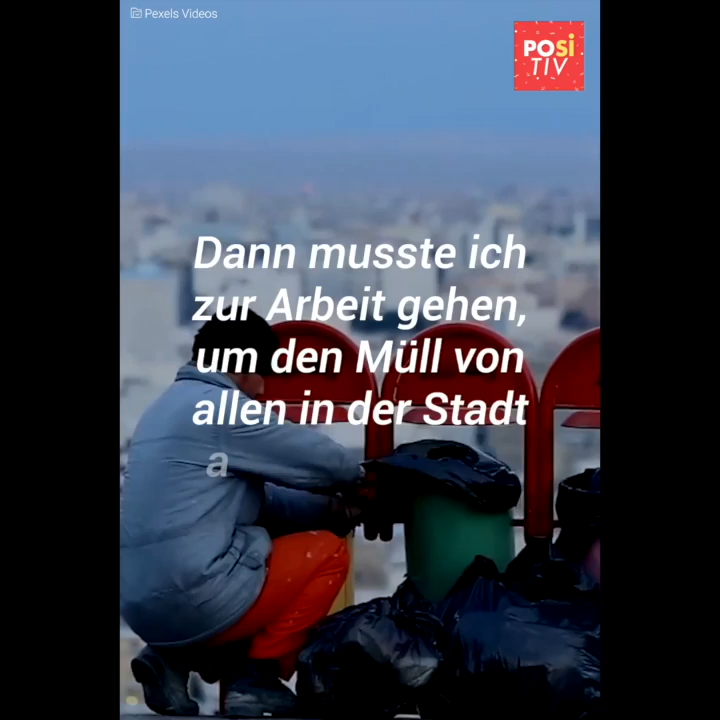 Pexels Videos
POSi
TIV
Dann musste ich
zur Arbeit gehen,
um den Müll von
allen in der Stadt
a